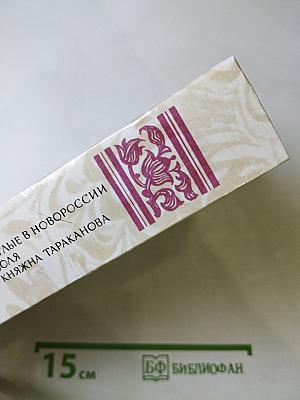 ЛЫЕ В НОВОРОССИИ
ОЛЯ
КНЯЖНА ТАРАКАНОВА
15 см
БФ БИБЛИОФАН